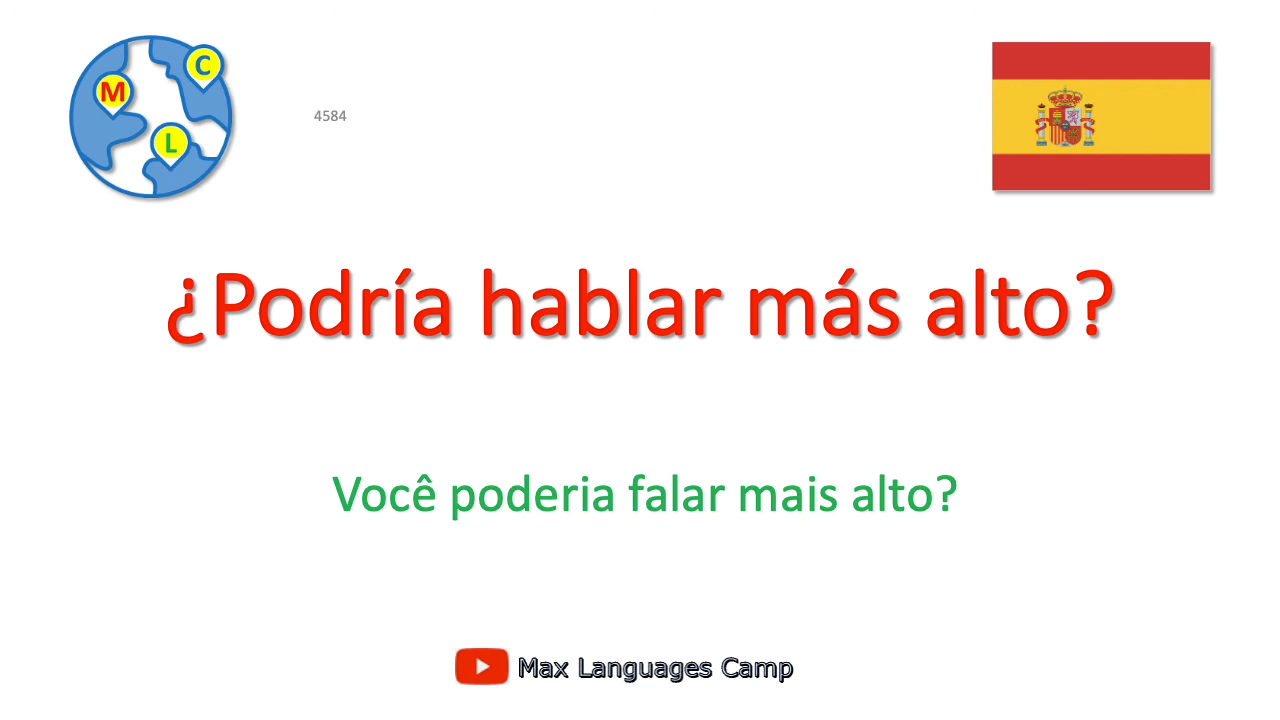 M
C
L
4584
¿Podría hablar más alto?
Você poderia falar mais alto?
Max Languages Camp